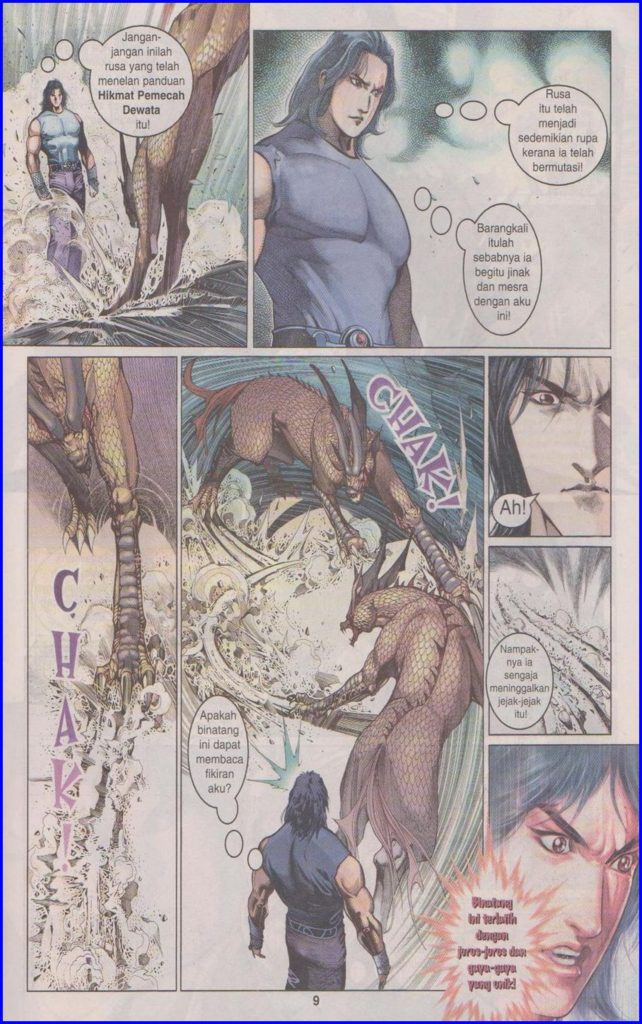 Jangan-
jangan inilah
rusa yang telah
menelan panduan
Hikmat Pemecah
Dewata
itu!
Rusa
itu telah
menjadi
sedemikian rupa
kerana ia telah
bermutasi!
Barangkali
itulah
sebabnya ia
begitu jinak
dan mesra
dengan aku
ini!
CHAK!
CHAK!
Apakah
binatang
ini dapat
membaca
fikiran
aku?
Ah!
Nampak-
nya ia
sengaja
meninggalkan
jejak-jejak
itu!
Binatang
ini terlatih
dengan
jurus-jurus dan
gaya-gaya
yang unik!
9